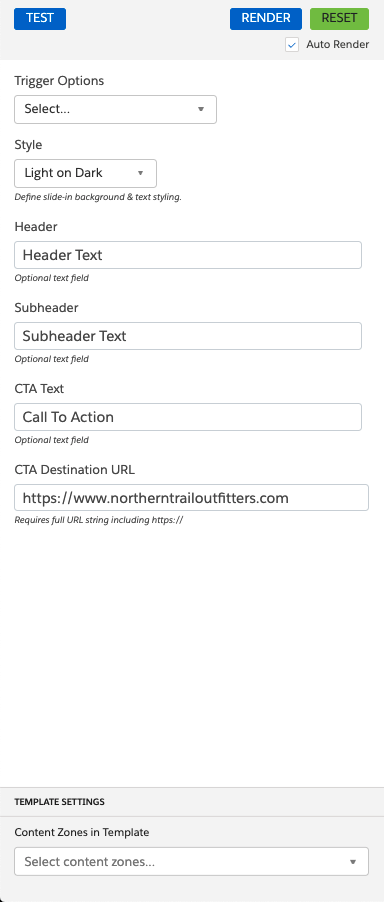 TEST
RENDER
RESET
Auto Render
Trigger Options
Select...
Style
Light on Dark
Define slide-in background & text styling.
Header
Header Text
Optional text field
Subheader
Subheader Text
Optional text field
CTA Text
Call To Action
Optional text field
CTA Destination URL
https://www.northerntrailoutfitters.com
Requires full URL string including https://
TEMPLATE SETTINGS
Content Zones in Template
Select content zones...